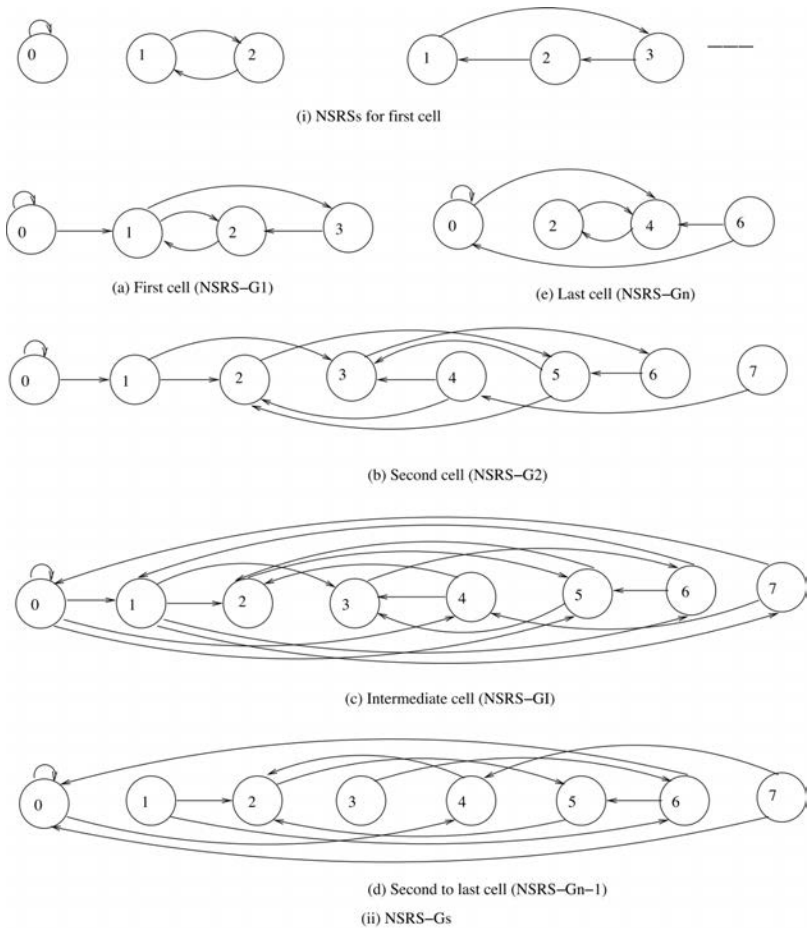 0 1 2 1 2 3
(i) NSRSs for first cell
0 1 2 3
0 2 4 6
(a) First cell (NSRS–G1)
(e) Last cell (NSRS–Gn)
0 1 2 3 4 5 6 7
(b) Second cell (NSRS–G2)
0 1 2 3 4 5 6 7
(c) Intermediate cell (NSRS–GI)
0 1 2 3 4 5 6 7
(d) Second to last cell (NSRS–Gn–1)
(ii) NSRS–Gs